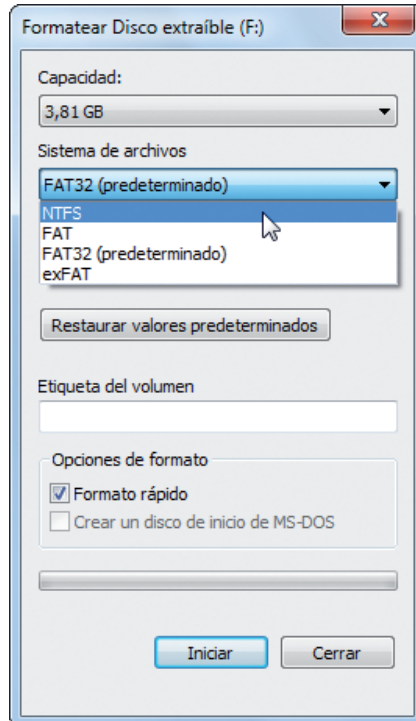 Formatear Disco extraíble (F:)
Capacidad:
3,81 GB
Sistema de archivos
FAT32 (predeterminado)
NTFS
FAT
FAT32 (predeterminado)
exFAT
Restaurar valores predeterminados
Etiqueta del volumen
Opciones de formato
Formato rápido
Crear un disco de inicio de MS-DOS
Iniciar
Cerrar